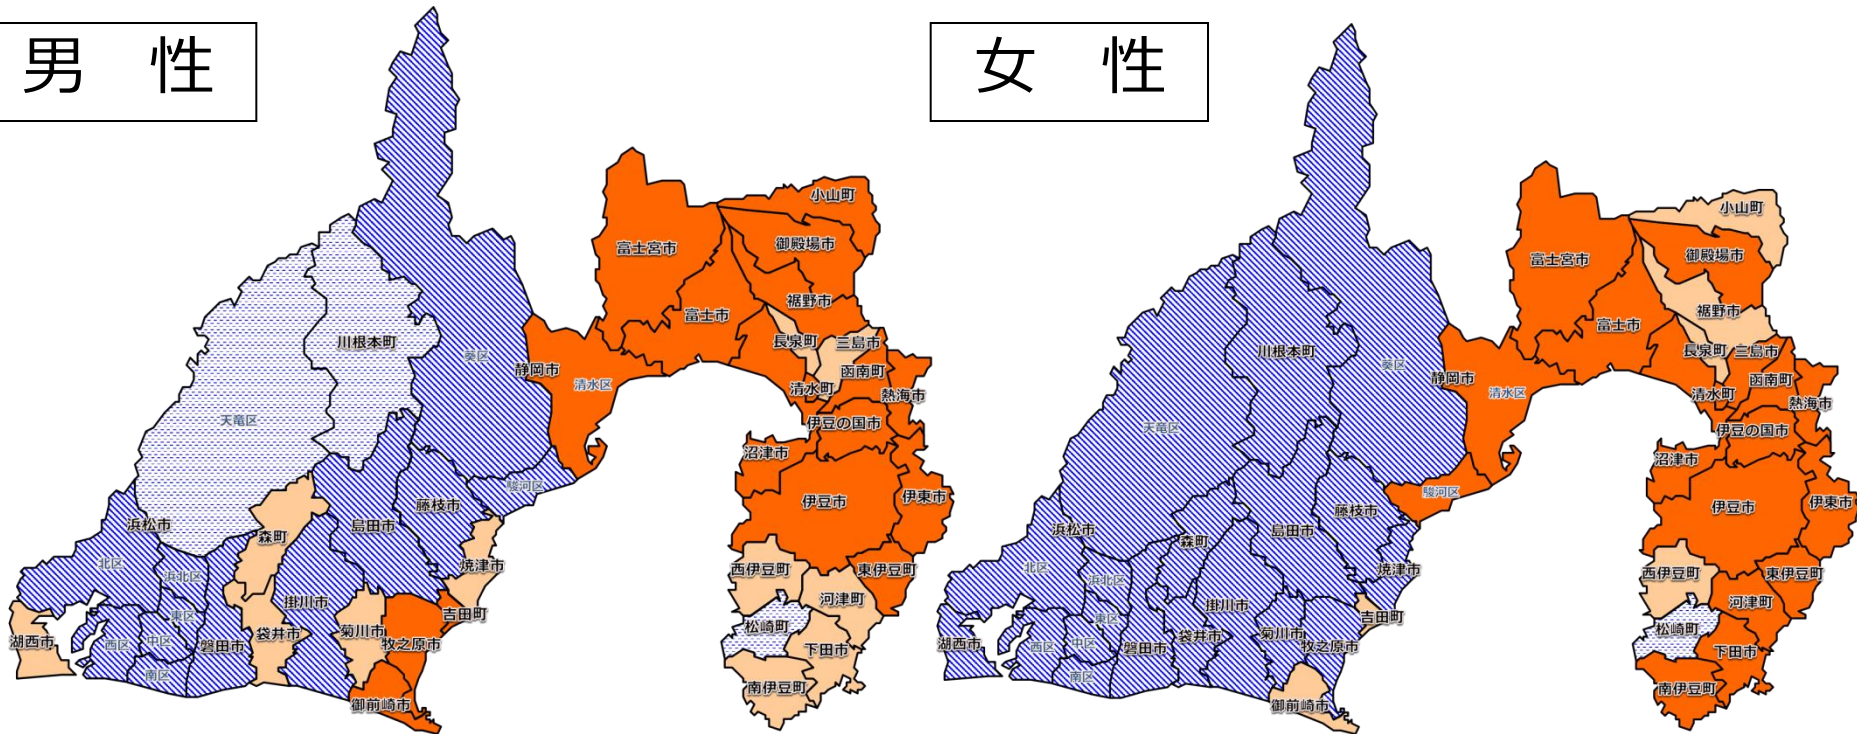 男　性
小山町
御殿場市
富士宮市
裾野市
富士市
長泉町
三島市
川根本町
葵区
静岡市
清水区
函南町
清水町
熱海市
伊豆の国市
天竜区
沼津市
駿河区
伊豆市
伊東市
藤枝市
浜松市
島田市
森町
北区
浜北区
焼津市
西伊豆町
東伊豆町
掛川市
河津町
東区
吉田町
湖西市
西区
中区
磐田市
袋井市
菊川市
牧之原市
松崎町
下田市
南区
南伊豆町
御前崎市
女　性
小山町
御殿場市
富士宮市
裾野市
富士市
長泉町
三島市
川根本町
葵区
静岡市
清水区
函南町
清水町
熱海市
伊豆の国市
天竜区
沼津市
駿河区
伊豆市
伊東市
藤枝市
浜松市
島田市
森町
北区
浜北区
焼津市
西伊豆町
東伊豆町
掛川市
河津町
東区
吉田町
湖西市
西区
中区
磐田市
袋井市
菊川市
牧之原市
松崎町
下田市
南区
南伊豆町
御前崎市